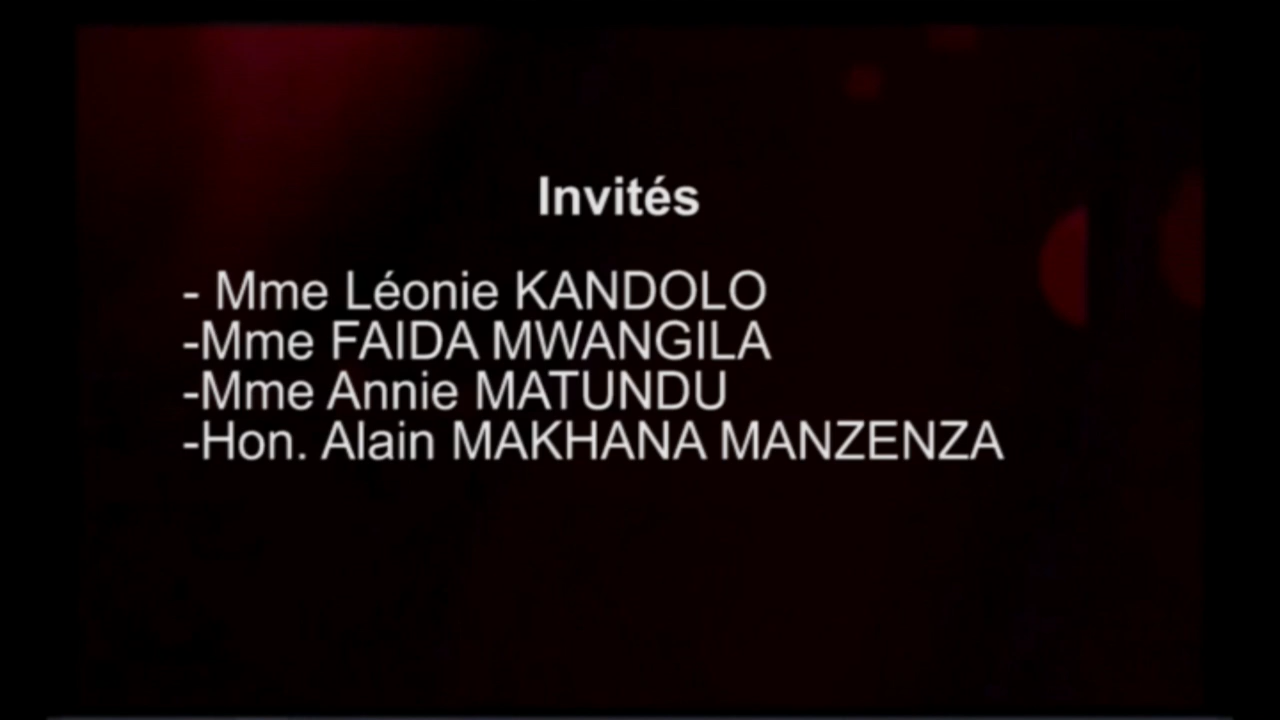 Invités
- Mme Léonie KANDOLO
-Mme FAIDA MWANGILA
-Mme Annie MATUNDU
-Hon. Alain MAKHANA MANZENZA